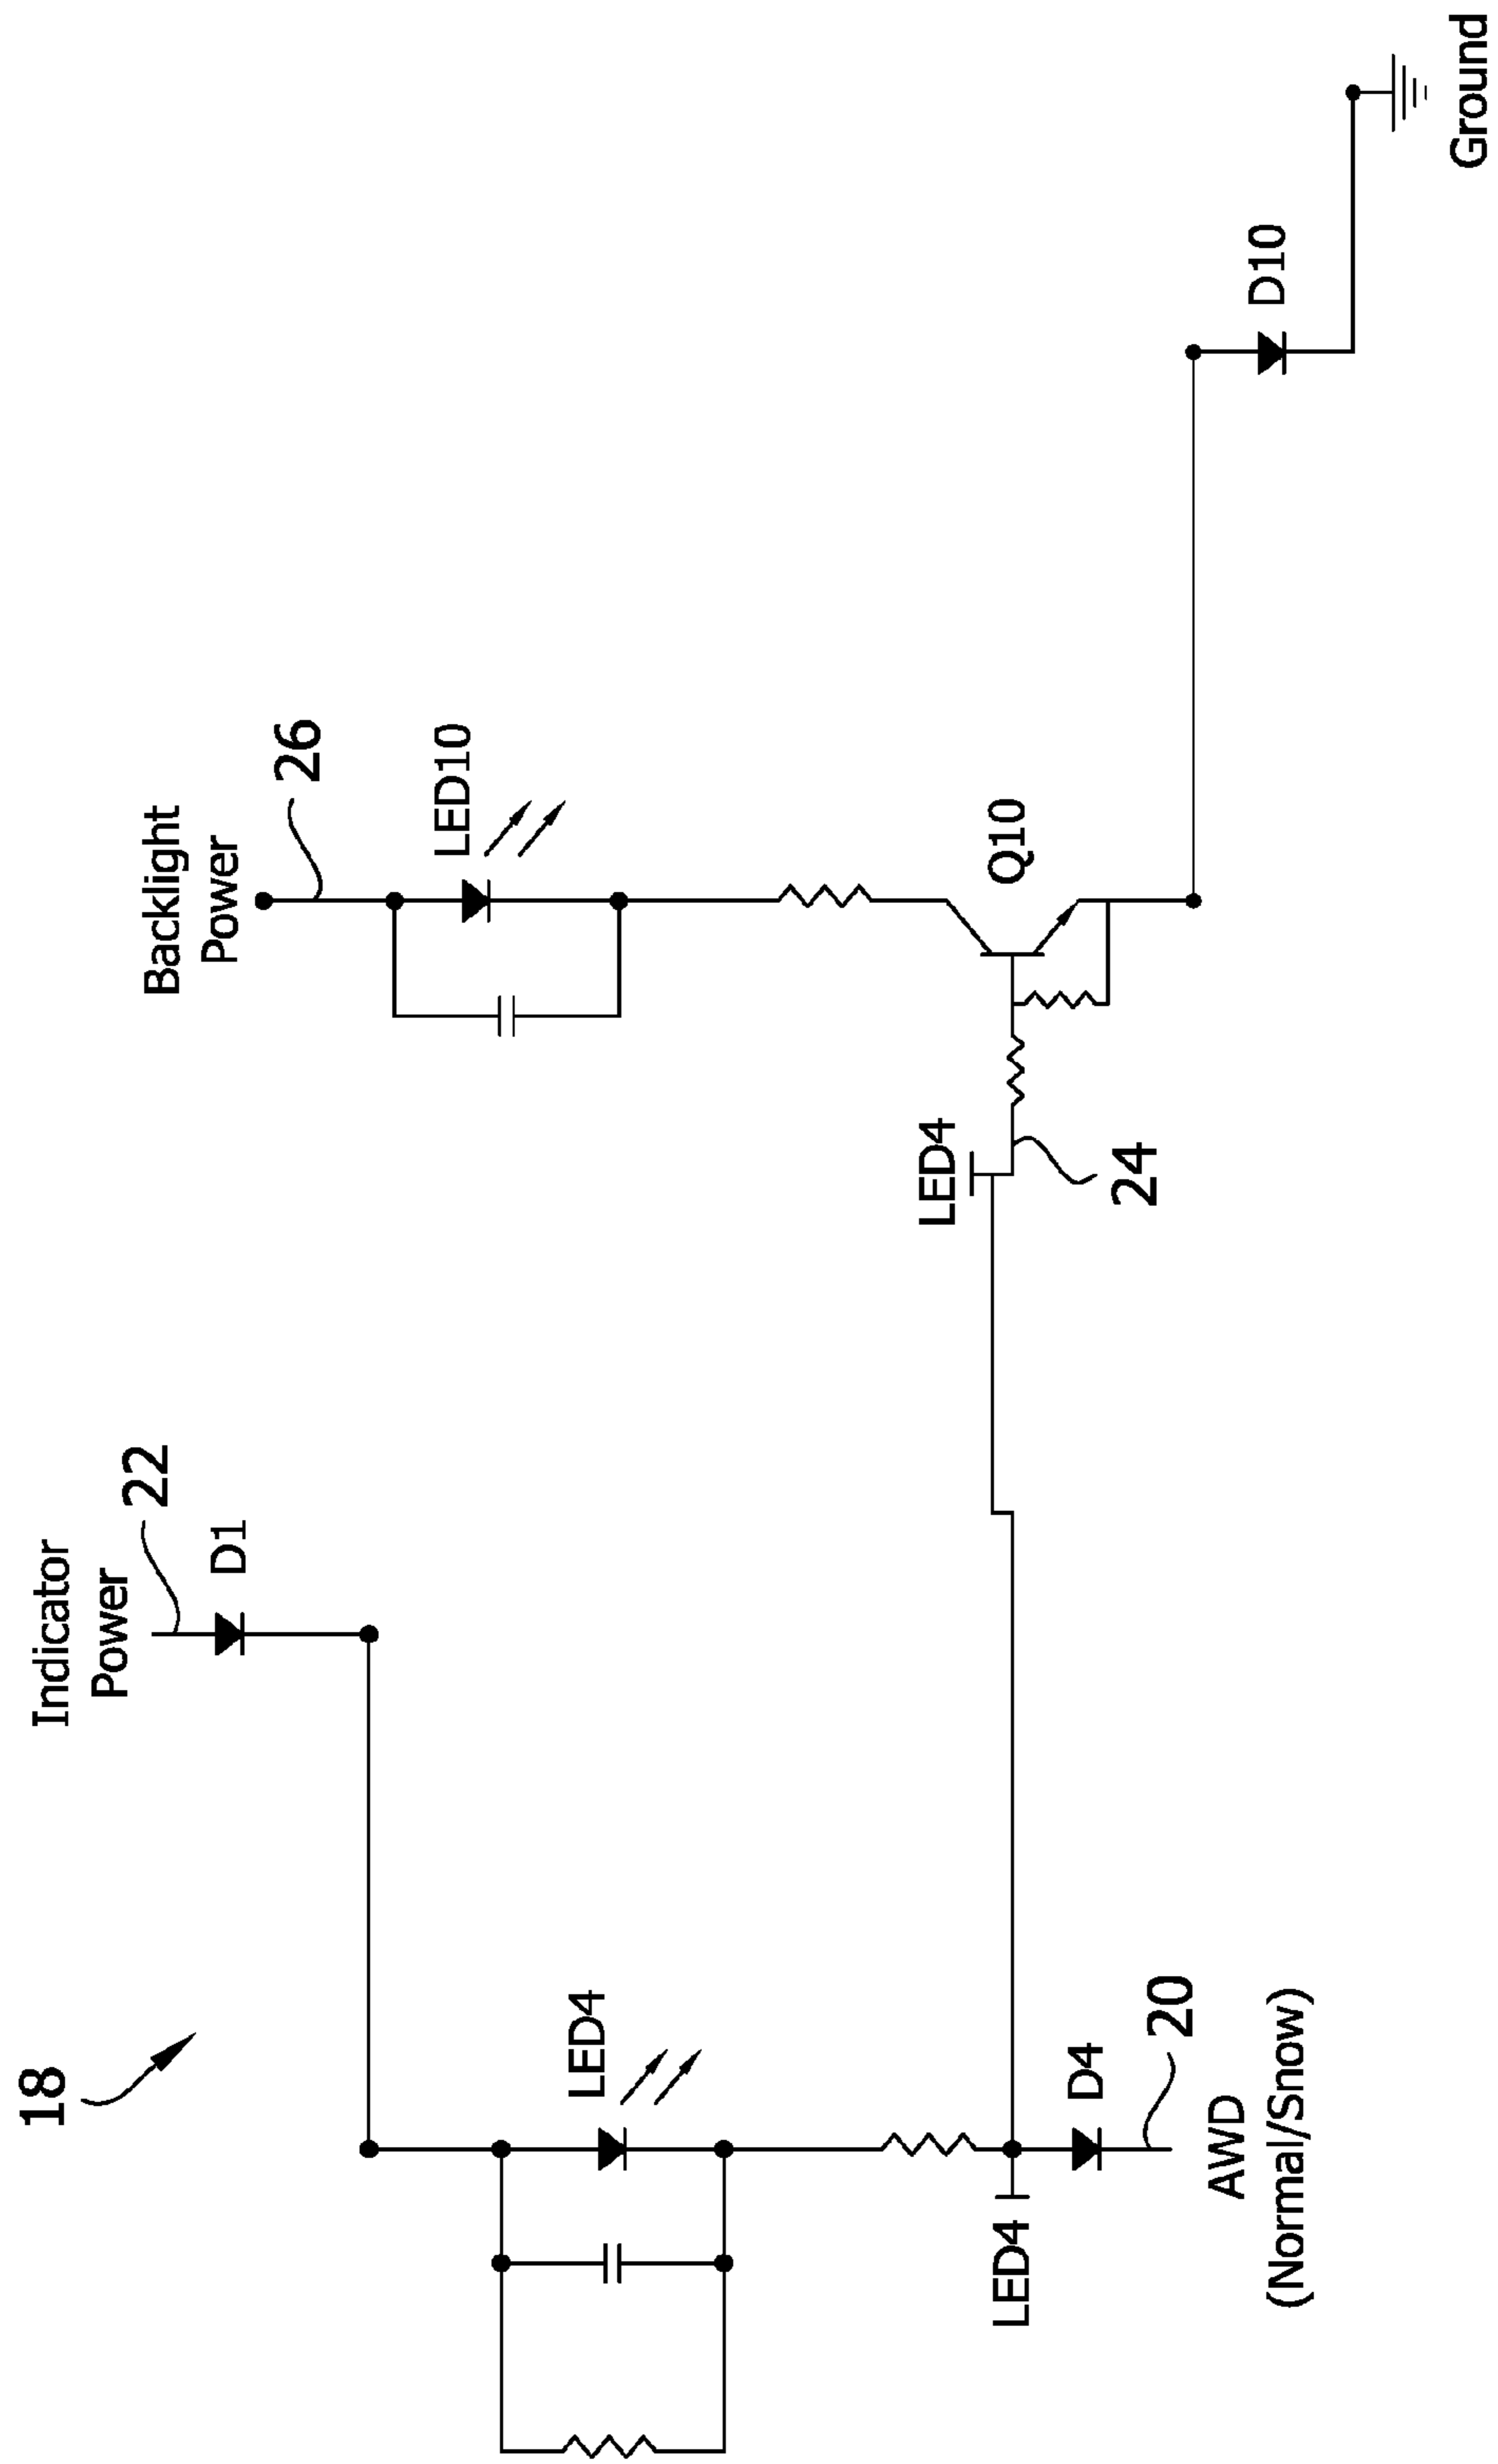 18
Indicator
Power
22
D1
Backlight
Power
26
LED10
LED4
LED4
Q10
24
LED4
D4
20
AWD
(Normal/Snow)
D10
Ground